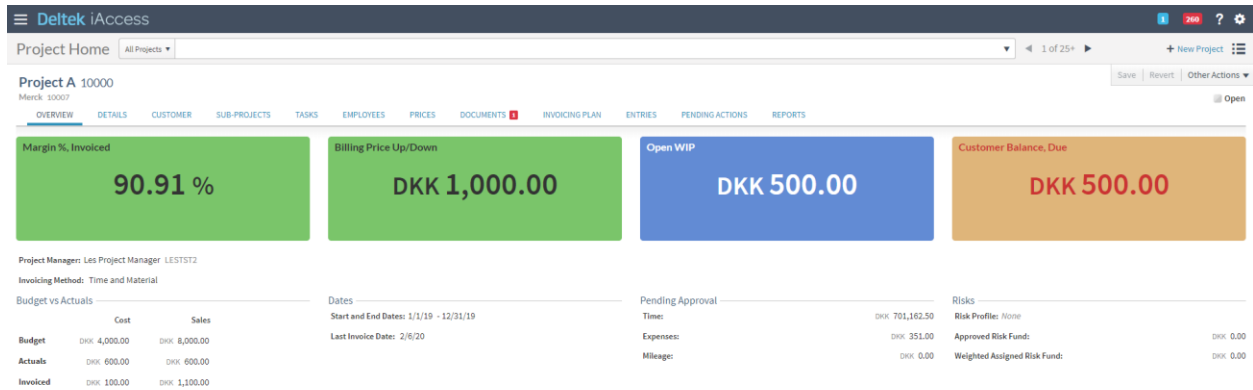 Deltek iAccess 1 260 ?
Project Home All Projects 1 of 25+ + New Project
Project A 10000 Save Revert Other Actions
Merck 10007 Open
OVERVIEW DETAILS CUSTOMER SUB-PROJECTS TASKS EMPLOYEES PRICES DOCUMENTS 1 INVOICING PLAN ENTRIES PENDING ACTIONS REPORTS
Margin %, Invoiced
90.91 %
Billing Price Up/Down
DKK 1,000.00
Open WIP
DKK 500.00
Customer Balance, Due
DKK 500.00
Project Manager: Les Project Manager LESTST2
Invoicing Method: Time and Material
Budget vs Actuals
Cost Sales
Budget DKK 4,000.00 DKK 8,000.00
Actuals DKK 600.00 DKK 600.00
Invoiced DKK 100.00 DKK 1,100.00
Dates
Start and End Dates: 1/1/19 - 12/31/19
Last Invoice Date: 2/6/20
Pending Approval
Time: DKK 701,162.50
Expenses: DKK 351.00
Mileage: DKK 0.00
Risks
Risk Profile: None
Approved Risk Fund: DKK 0.00
Weighted Assigned Risk Fund: DKK 0.00